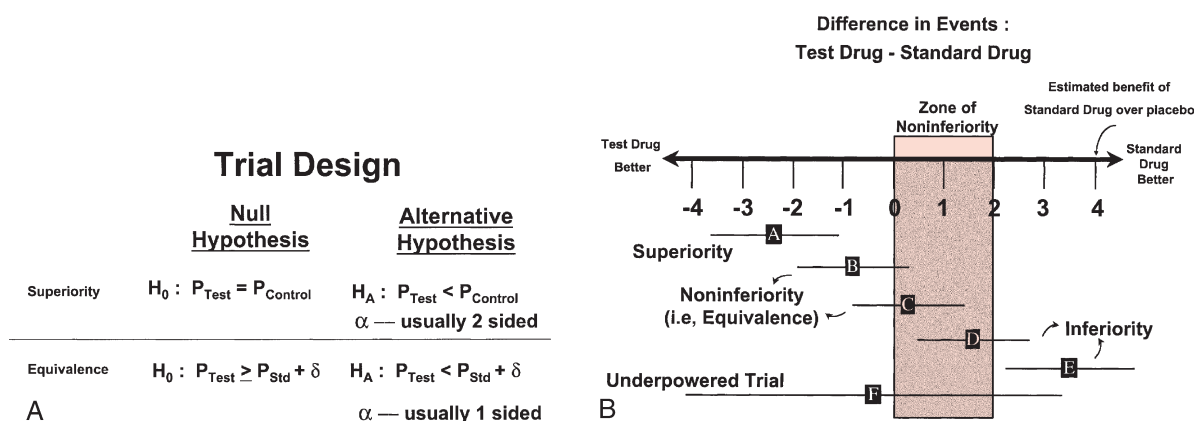 Trial Design
Null
Hypothesis
Alternative
Hypothesis
Superiority
H0 : PTest = PControl
HA : PTest < PControl
α — usually 2 sided
Equivalence
H0 : PTest ≥ PStd + δ
HA : PTest < PStd + δ
α — usually 1 sided
A
Difference in Events :
Test Drug - Standard Drug
Estimated benefit of
Standard Drug over placebo
Zone of
Noninferiority
Test Drug
Better
Standard
Drug
Better
-4 -3 -2 -1 0 1 2 3 4
A
Superiority
B
Noninferiority
(i.e, Equivalence)
C
Inferiority
D
E
Underpowered Trial
F
B